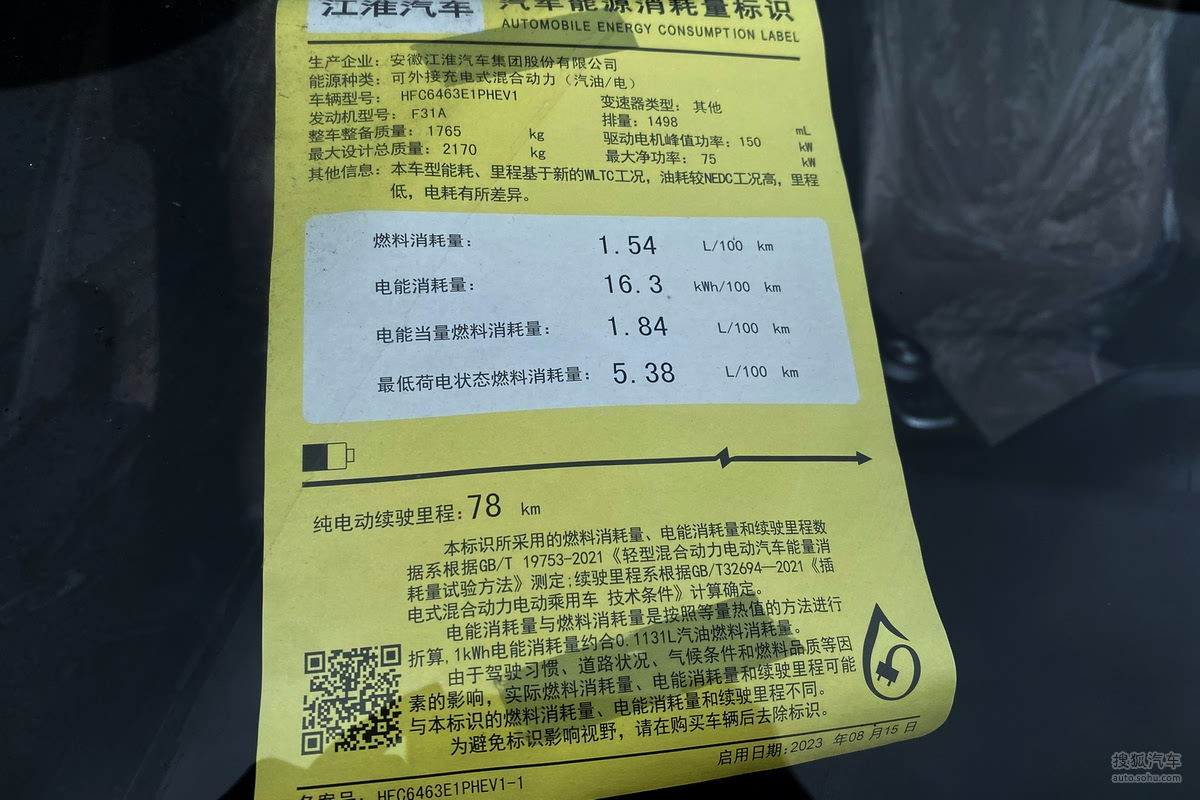 江淮汽车 汽车能源消耗量标识
AUTOMOBILE ENERGY CONSUMPTION LABEL
生产企业：安徽江淮汽车集团股份有限公司
能源种类：可外接充电式混合动力（汽油/电）
车辆型号： HFC6463E1PHEV1 变速器类型： 其他
发动机型号： F31A 排量：1498 mL
整车整备质量： 1765 kg 驱动电机峰值功率：150 kW
最大设计总质量： 2170 kg 最大净功率： 75 kW
其他信息：本车型能耗、里程基于新的WLTC工况，油耗较NEDC工况高，里程
低，电耗有所差异。
燃料消耗量： 1.54 L/100 km
电能消耗量： 16.3 kWh/100 km
电能当量燃料消耗量： 1.84 L/100 km
最低荷电状态燃料消耗量： 5.38 L/100 km
纯电动续驶里程：78 km
本标识所采用的燃料消耗量、电能消耗量和续驶里程数
据系根据GB/T 19753-2021《轻型混合动力电动汽车能量消
耗量试验方法》测定;续驶里程系根据GB/T32694—2021《插
电式混合动力电动乘用车 技术条件》计算确定。
电能消耗量与燃料消耗量是按照等量热值的方法进行
折算,1kWh电能消耗量约合0.1131L汽油燃料消耗量。
由于驾驶习惯、道路状况、气候条件和燃料品质等因
素的影响，实际燃料消耗量、电能消耗量和续驶里程可能
与本标识的燃料消耗量、电能消耗量和续驶里程不同。
为避免标识影响视野，请在购买车辆后去除标识。
启用日期:2023 年08 月15 日
备案号： HFC6463E1PHEV1-1
搜狐汽车
auto.sohu.com